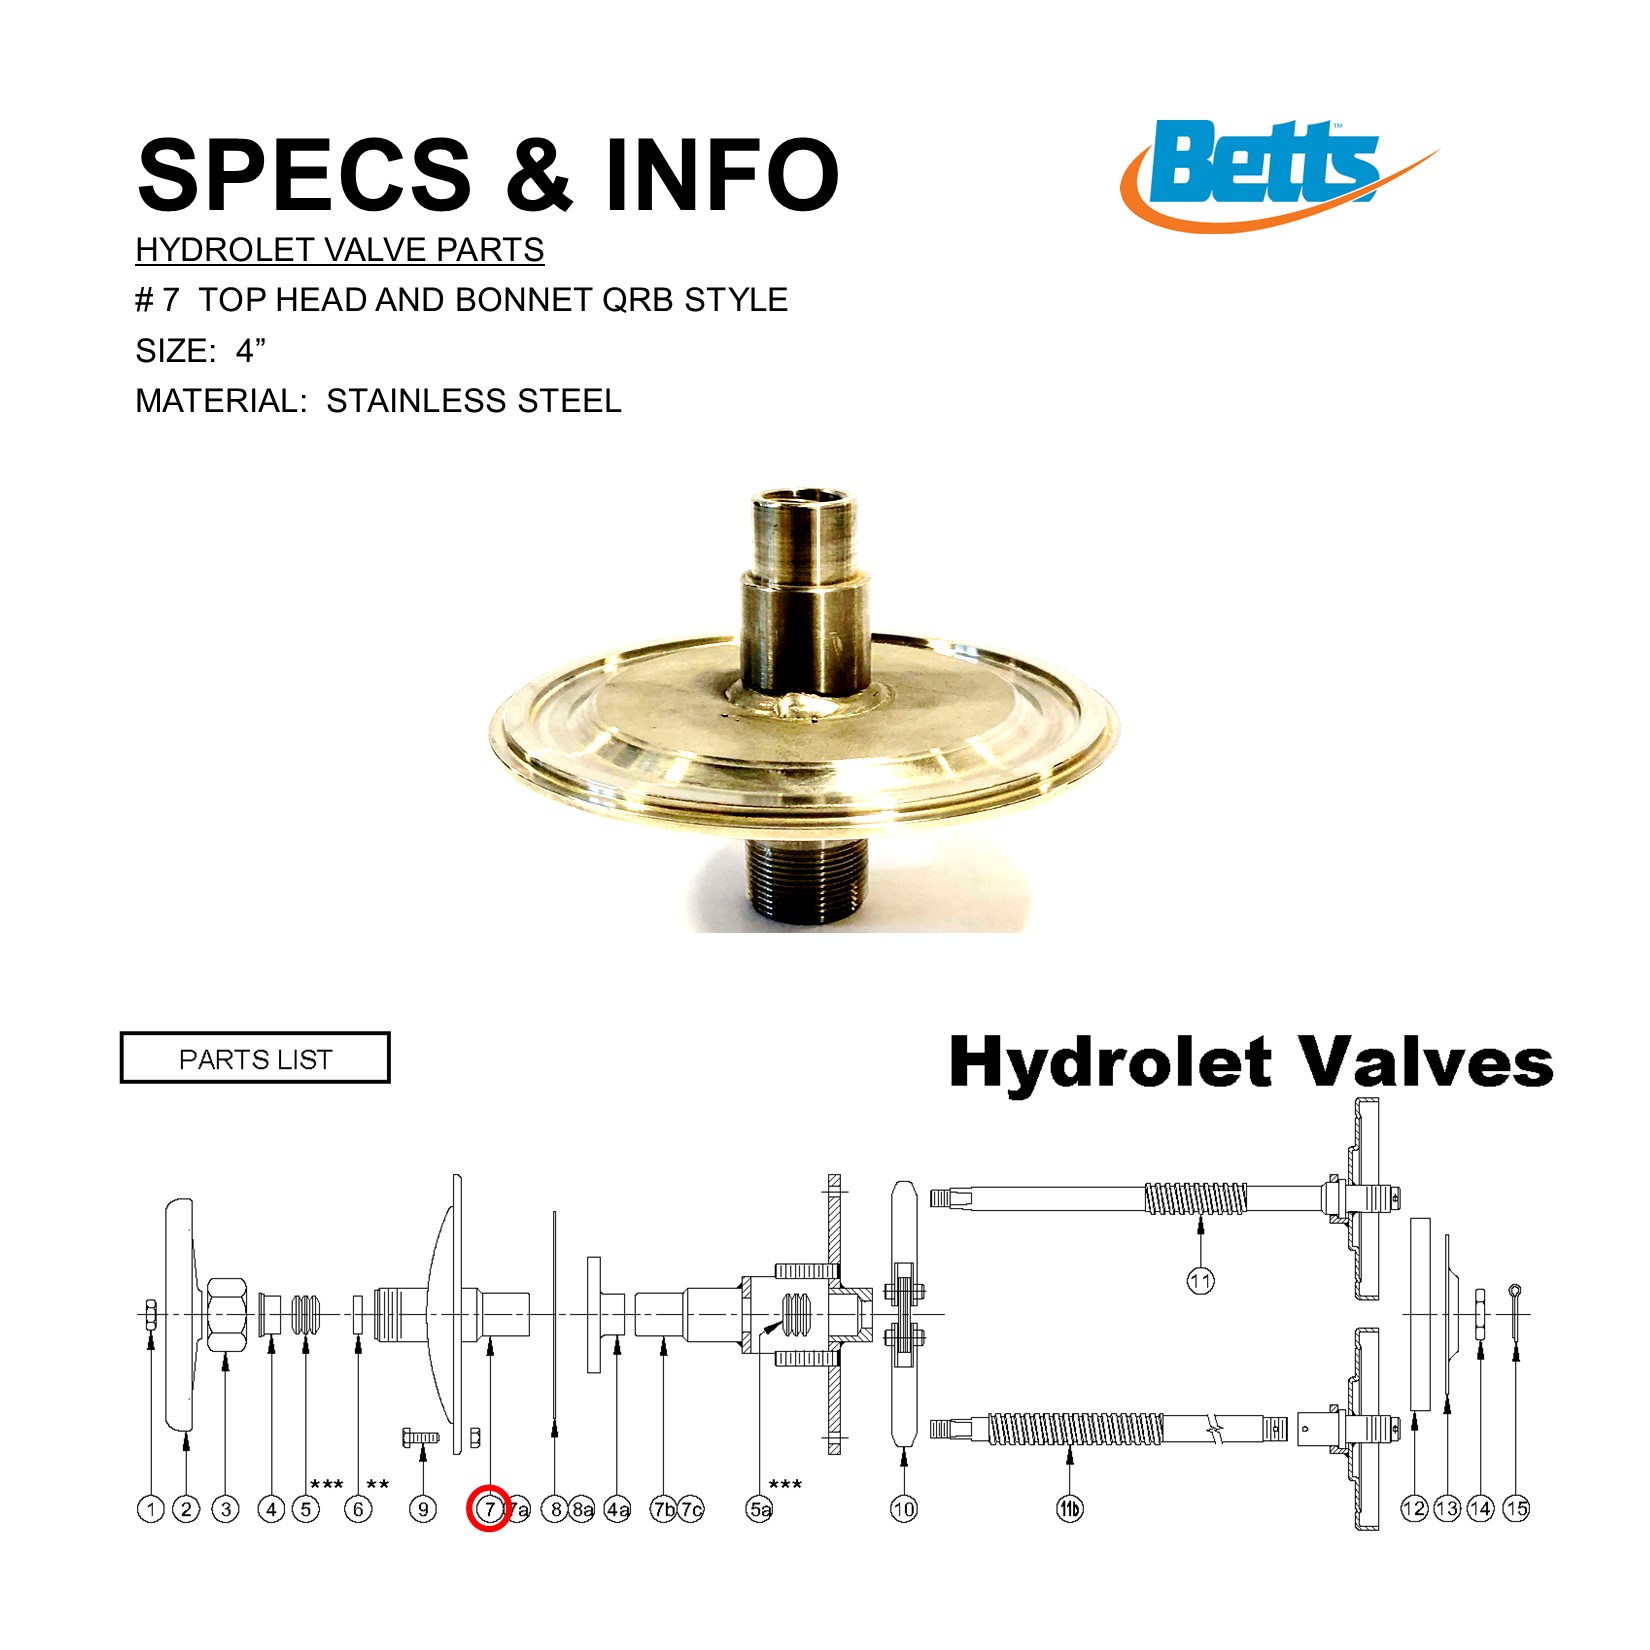 SPECS & INFO
Betts™
HYDROLET VALVE PARTS
# 7 TOP HEAD AND BONNET QRB STYLE
SIZE: 4”
MATERIAL: STAINLESS STEEL
PARTS LIST
Hydrolet Valves
11
*** ** ***
1 2 3 4 5 6 9 7 7a 8 8a 4a 7b 7c 5a 10 11b 12 13 14 15